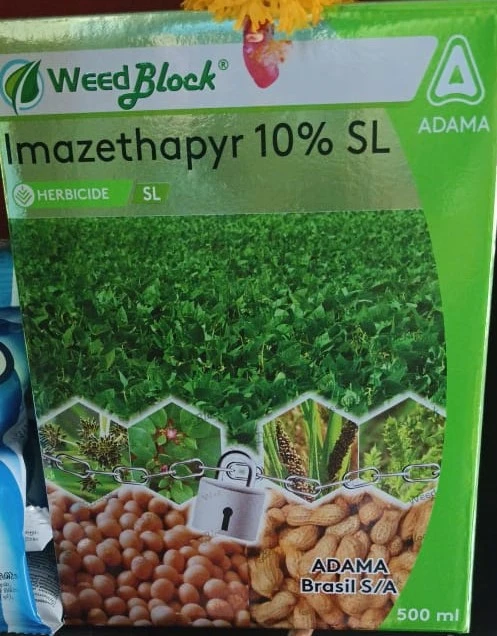 WeedBlock®
ADAMA
Imazethapyr 10% SL
HERBICIDE SL
ADAMA
Brasil S/A
500 ml